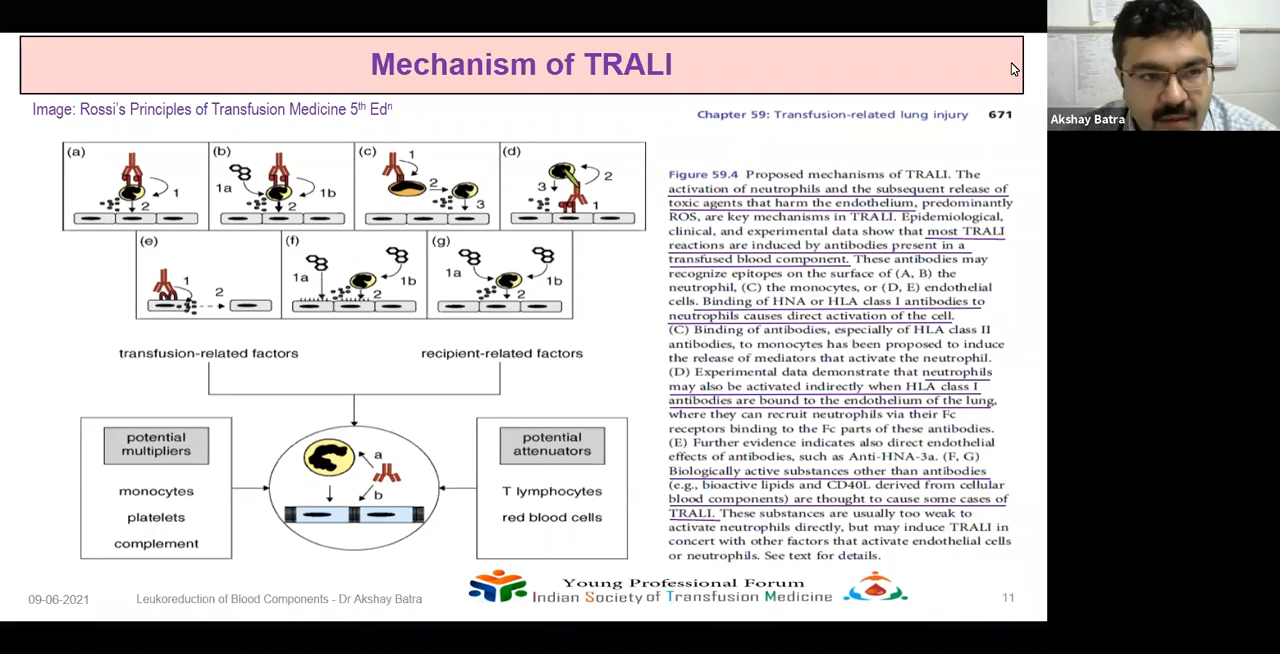 Mechanism of TRALI
Akshay Batra
Image: Rossi's Principles of Transfusion Medicine 5th Edn
Chapter 59: Transfusion-related lung injury 671
(a)
1
2
(b)
1a
1b
2
(c)
1
2
3
(d)
3
2
1
(e)
1
2
(f)
1a
1b
2
(g)
1a
1b
2
transfusion-related factors
recipient-related factors
potential
multipliers
monocytes
platelets
complement
a
b
potential
attenuators
T lymphocytes
red blood cells
Figure 59.4 Proposed mechanisms of TRALI. The
activation of neutrophils and the subsequent release of
toxic agents that harm the endothelium, predominantly
ROS, are key mechanisms in TRALI. Epidemiological,
clinical, and experimental data show that most TRALI
reactions are induced by antibodies present in a
transfused blood component. These antibodies may
recognize epitopes on the surface of (A, B) the
neutrophil, (C) the monocytes, or (D, E) endothelial
cells. Binding of HNA or HLA class I antibodies to
neutrophils causes direct activation of the cell.
(C) Binding of antibodies, especially of HLA class II
antibodies, to monocytes has been proposed to induce
the release of mediators that activate the neutrophil.
(D) Experimental data demonstrate that neutrophils
may also be activated indirectly when HLA class I
antibodies are bound to the endothelium of the lung,
where they can recruit neutrophils via their Fc
receptors binding to the Fc parts of these antibodies.
(E) Further evidence indicates also direct endothelial
effects of antibodies, such as Anti-HNA-3a. (F, G)
Biologically active substances other than antibodies
(e.g., bioactive lipids and CD40L derived from cellular
blood components) are thought to cause some cases of
TRALI. These substances are usually too weak to
activate neutrophils directly, but may induce TRALI in
concert with other factors that activate endothelial cells
or neutrophils. See text for details.
Young Professional Forum
Indian Society of Transfusion Medicine
09-06-2021
Leukoreduction of Blood Components - Dr Akshay Batra
11